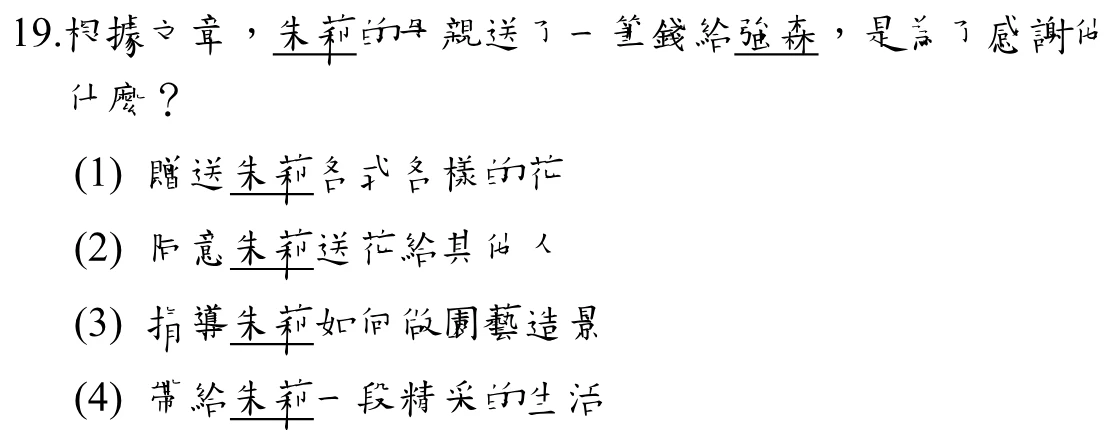 19.根據文章，朱莉的母親送了一筆錢給強森，是為了感謝他
什麼？
(1) 贈送朱莉各式各樣的花
(2) 同意朱莉送花給其他人
(3) 指導朱莉如何做園藝造景
(4) 帶給朱莉一段精采的生活